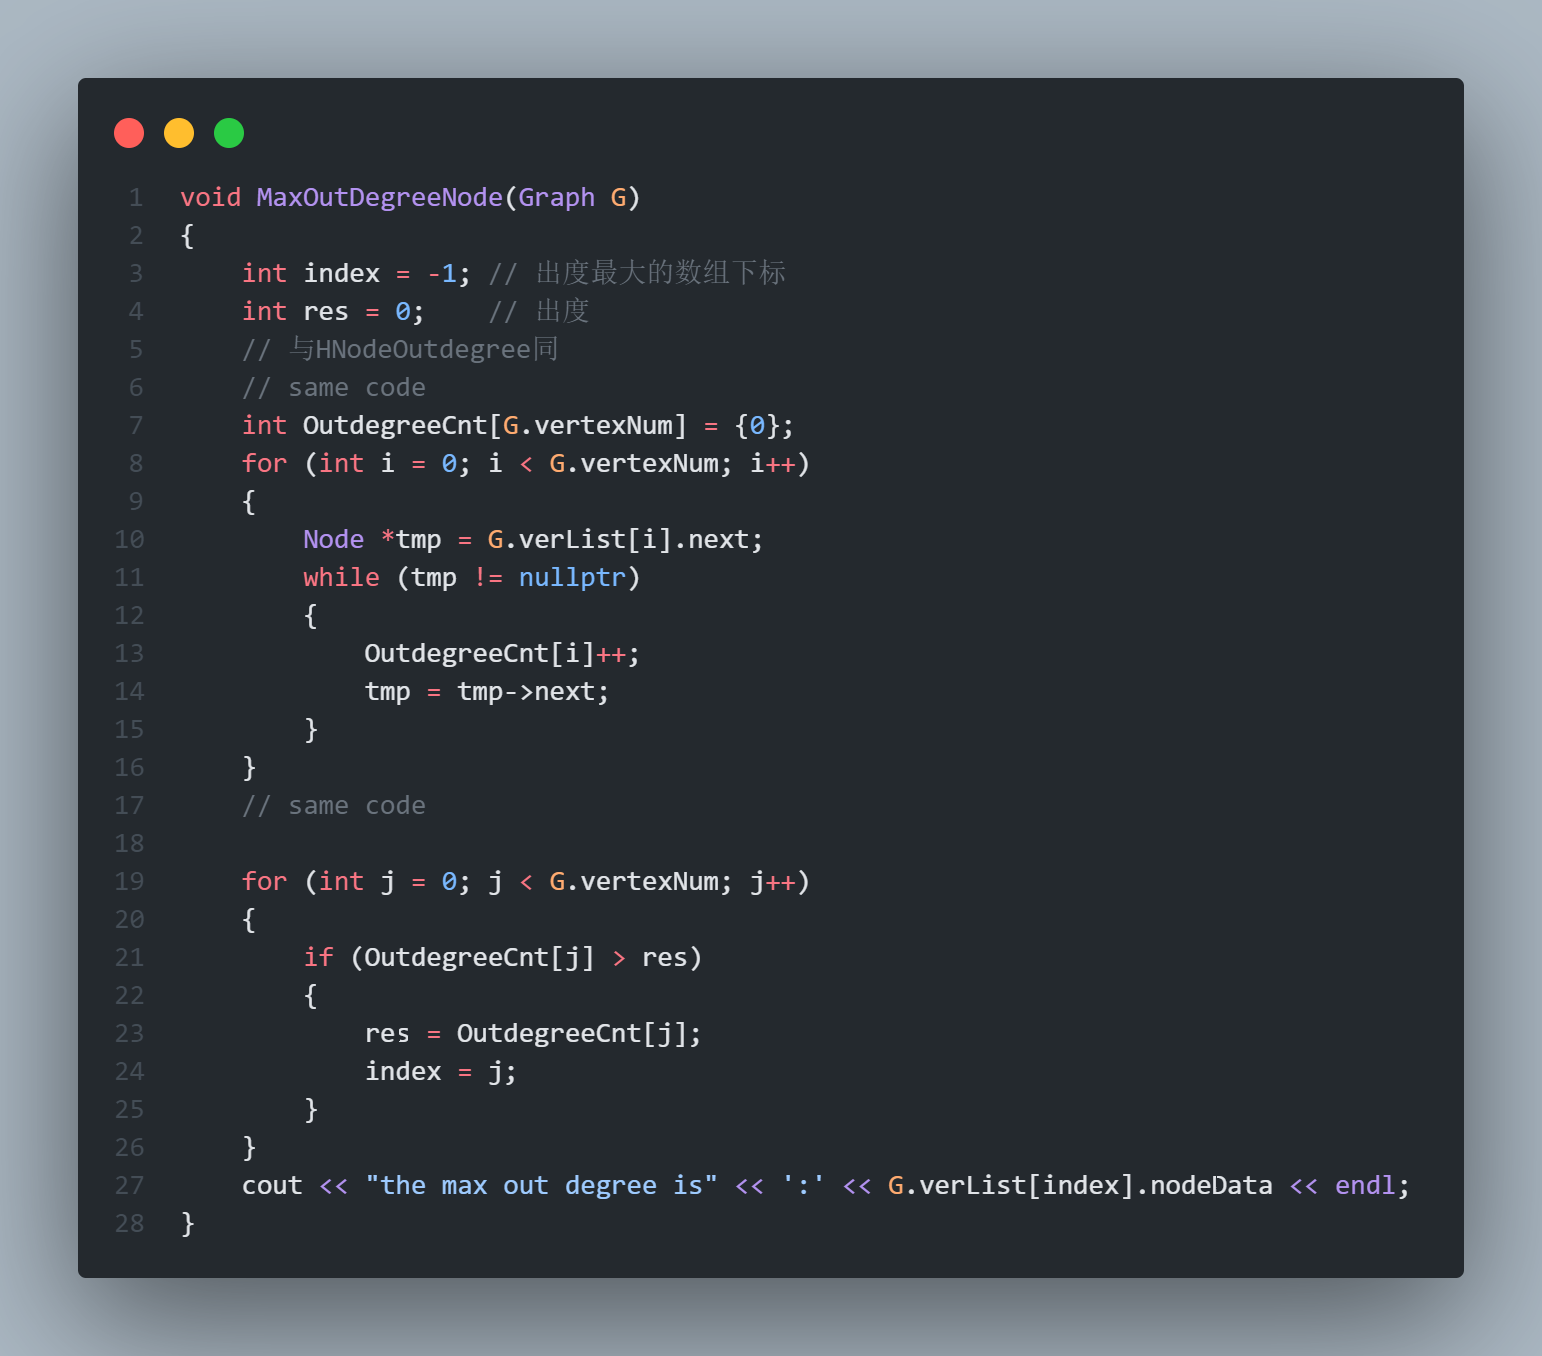 1 void MaxOutDegreeNode(Graph G)
2 {
3     int index = -1; // 出度最大的数组下标
4     int res = 0;    // 出度
5     // 与HNodeOutdegree同
6     // same code
7     int OutdegreeCnt[G.vertexNum] = {0};
8     for (int i = 0; i < G.vertexNum; i++)
9     {
10         Node *tmp = G.verList[i].next;
11         while (tmp != nullptr)
12         {
13             OutdegreeCnt[i]++;
14             tmp = tmp->next;
15         }
16     }
17     // same code
18
19     for (int j = 0; j < G.vertexNum; j++)
20     {
21         if (OutdegreeCnt[j] > res)
22         {
23             res = OutdegreeCnt[j];
24             index = j;
25         }
26     }
27     cout << "the max out degree is" << ':' << G.verList[index].nodeData << endl;
28 }